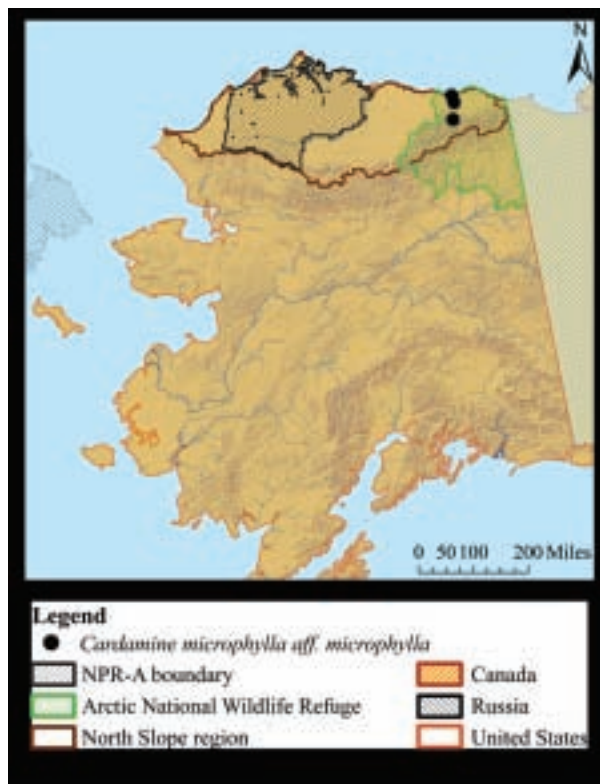 N
0 50 100 200 Miles
Legend
Cardamine microphylla aff. microphylla
NPR-A boundary Canada
Arctic National Wildlife Refuge Russia
North Slope region United States